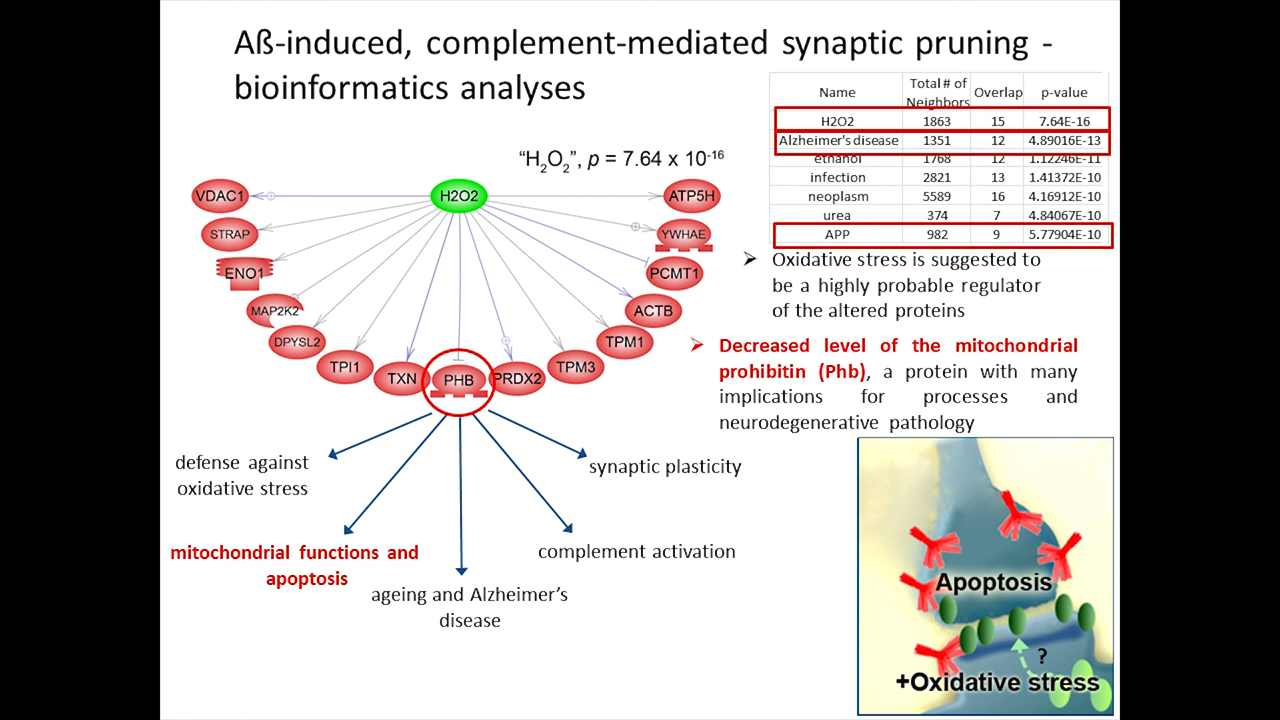 Aß-induced, complement-mediated synaptic pruning -
bioinformatics analyses
Name Total # of Neighbors Overlap p-value
H2O2 1863 15 7.64E-16
Alzheimer's disease 1351 12 4.89016E-13
ethanol 1768 12 1.12246E-11
infection 2821 13 1.41372E-10
neoplasm 5589 16 4.16912E-10
urea 374 7 4.84067E-10
APP 982 9 5.77904E-10
“H2O2”, p = 7.64 x 10-16
VDAC1
H2O2
ATP5H
STRAP
YWHAE
ENO1
PCMT1
MAP2K2
ACTB
DPYSL2
TPM1
TPI1
TXN
PHB
PRDX2
TPM3
➢ Oxidative stress is suggested to
be a highly probable regulator
of the altered proteins
➢ Decreased level of the mitochondrial
prohibitin (Phb), a protein with many
implications for processes and
neurodegenerative pathology
defense against
oxidative stress
synaptic plasticity
mitochondrial functions and
apoptosis
complement activation
ageing and Alzheimer’s
disease
Apoptosis
?
+Oxidative stress